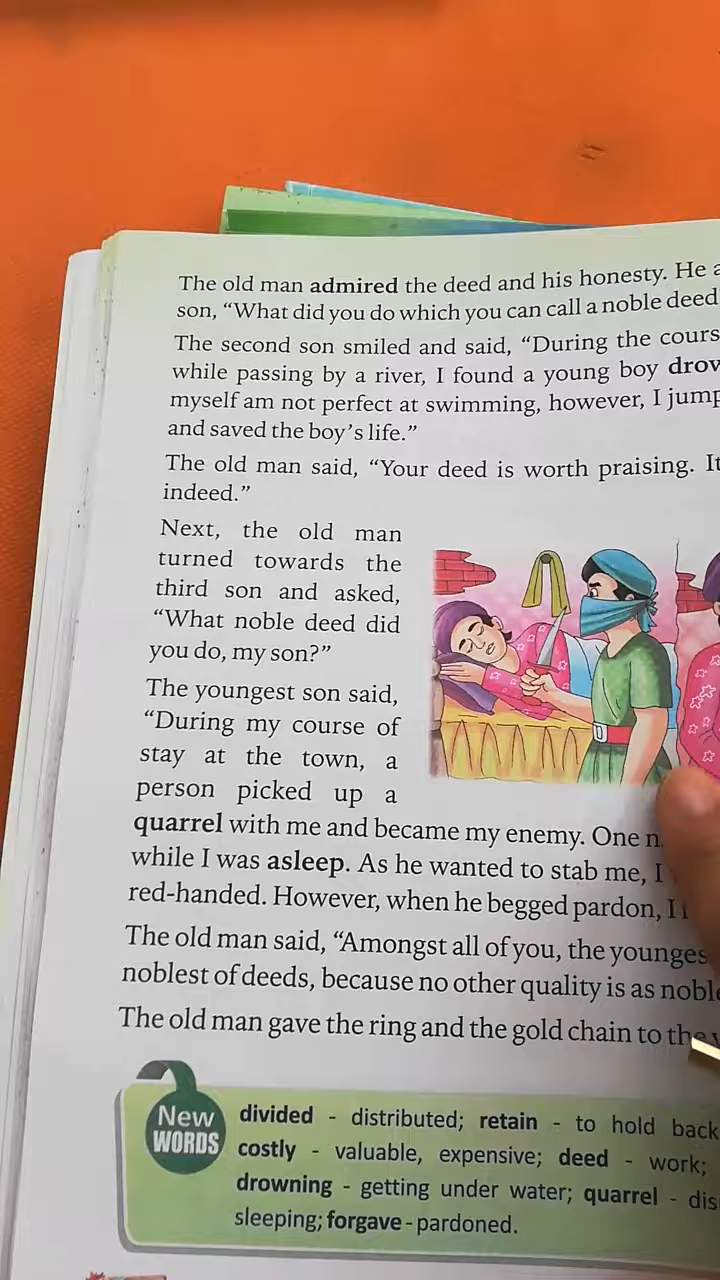 The old man admired the deed and his honesty. He
son, “What did you do which you can call a noble deed
The second son smiled and said, “During the cours
while passing by a river, I found a young boy drow
myself am not perfect at swimming, however, I jump
and saved the boy’s life.”
The old man said, “Your deed is worth praising. It
indeed.”
Next, the old man
turned towards the
third son and asked,
“What noble deed did
you do, my son?”
The youngest son said,
“During my course of
stay at the town, a
person picked up a
quarrel with me and became my enemy. One n
while I was asleep. As he wanted to stab me, I
red-handed. However, when he begged pardon, I f
The old man said, “Amongst all of you, the younges
noblest of deeds, because no other quality is as noble
The old man gave the ring and the gold chain to the
New WORDS
divided - distributed; retain - to hold back
costly - valuable, expensive; deed - work;
drowning - getting under water; quarrel - dis
sleeping; forgave - pardoned.